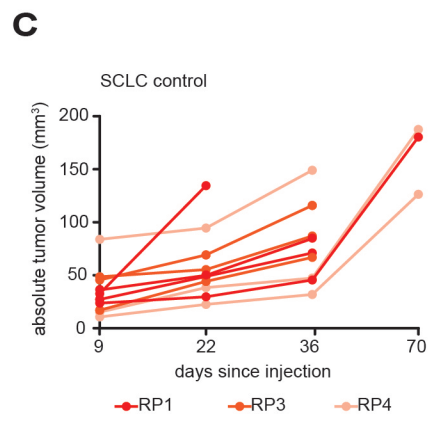 C
SCLC control
absolute tumor volume (mm³)
200
150
100
50
0
9 22 36 70
days since injection
RP1 RP3 RP4